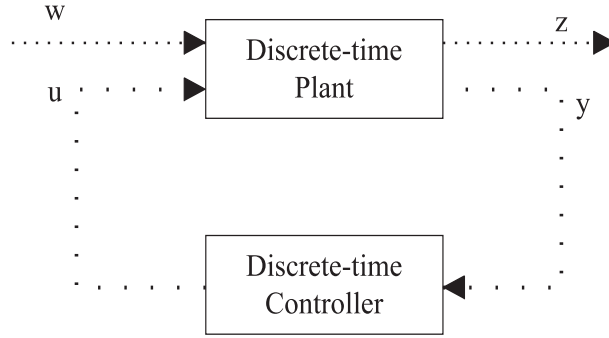 w
z
Discrete-time
Plant
u
y
Discrete-time
Controller